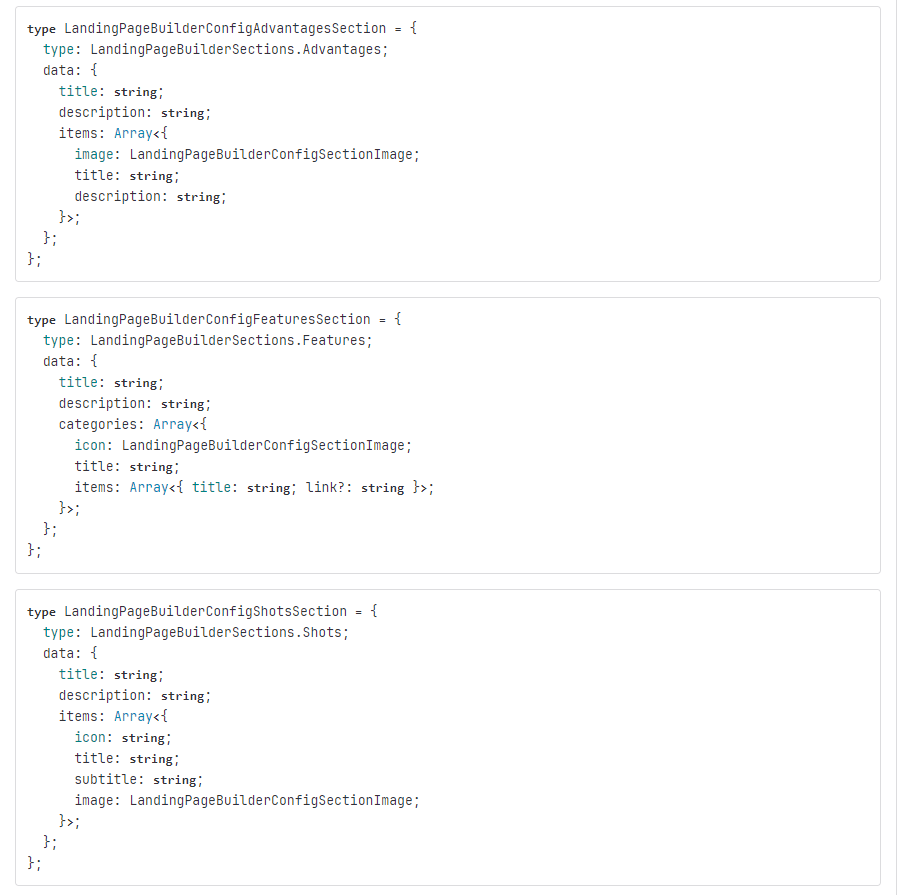 type LandingPageBuilderConfigAdvantagesSection = {
  type: LandingPageBuilderSections.Advantages;
  data: {
    title: string;
    description: string;
    items: Array<{
      image: LandingPageBuilderConfigSectionImage;
      title: string;
      description: string;
    }>;
  };
};
type LandingPageBuilderConfigFeaturesSection = {
  type: LandingPageBuilderSections.Features;
  data: {
    title: string;
    description: string;
    categories: Array<{
      icon: LandingPageBuilderConfigSectionImage;
      title: string;
      items: Array<{ title: string; link?: string }>;
    }>;
  };
};
type LandingPageBuilderConfigShotsSection = {
  type: LandingPageBuilderSections.Shots;
  data: {
    title: string;
    description: string;
    items: Array<{
      icon: string;
      title: string;
      subtitle: string;
      image: LandingPageBuilderConfigSectionImage;
    }>;
  };
};